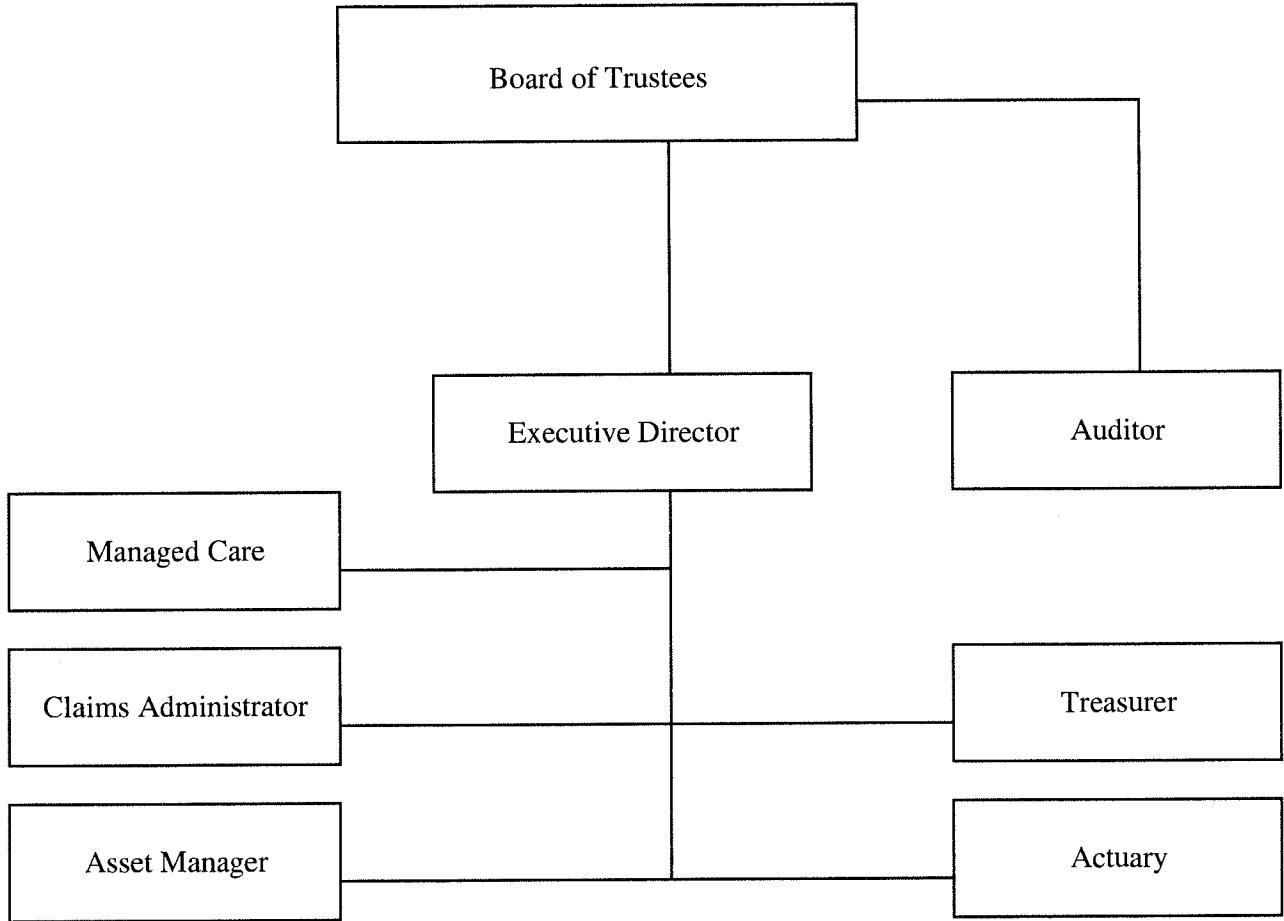 Board of Trustees
Executive Director
Auditor
Managed Care
Claims Administrator
Treasurer
Asset Manager
Actuary